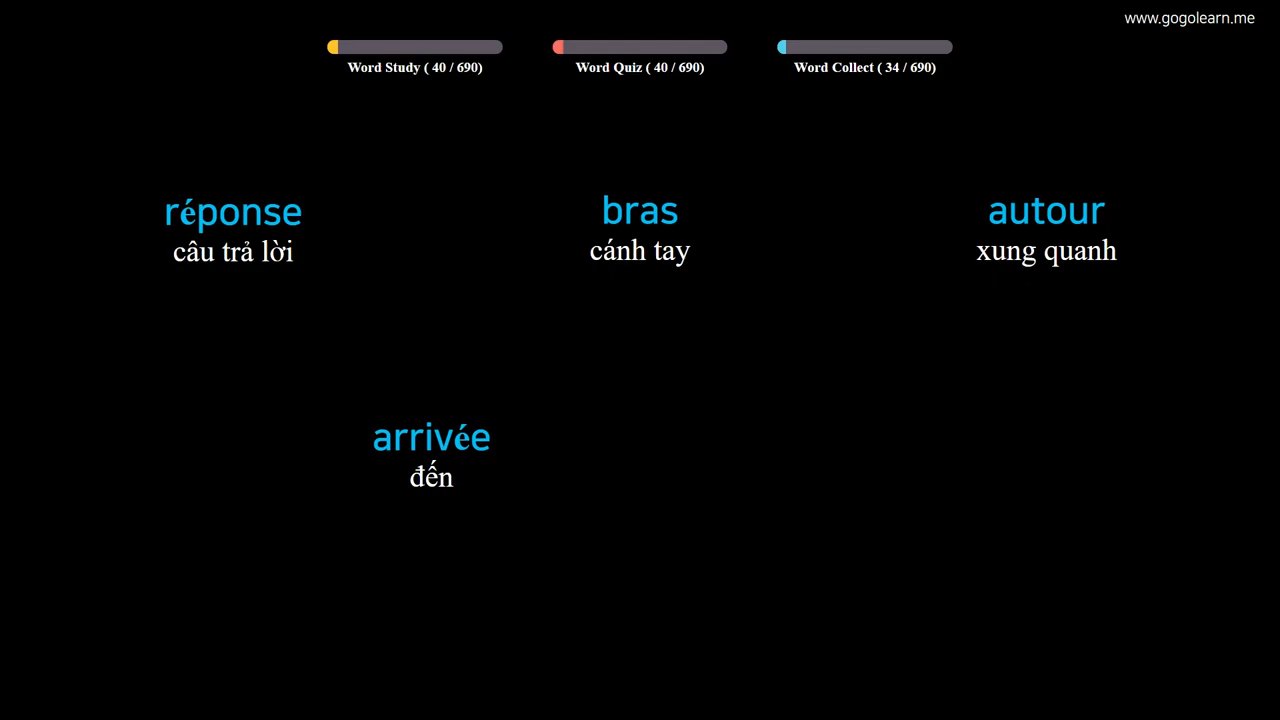 www.gogolearn.me
Word Study ( 40 / 690)
Word Quiz ( 40 / 690)
Word Collect ( 34 / 690)
réponse
câu trả lời
bras
cánh tay
autour
xung quanh
arrivée
đến